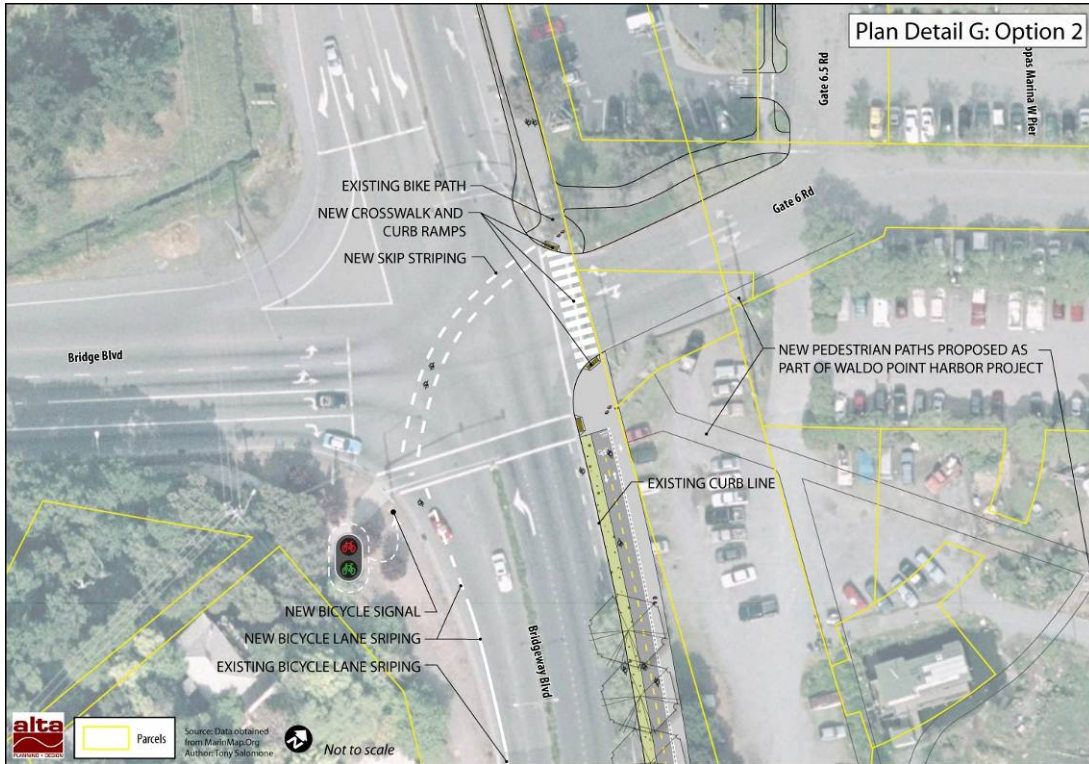 Plan Detail G: Option 2
Gate 6.5 Rd
Gate 6 Rd
EXISTING BIKE PATH
NEW CROSSWALK AND
CURB RAMPS
NEW SKIP STRIPING
Bridge Blvd
NEW PEDESTRIAN PATHS PROPOSED AS
PART OF WALDO POINT HARBOR PROJECT
EXISTING CURB LINE
NEW BICYCLE SIGNAL
NEW BICYCLE LANE SRIPING
EXISTING BICYCLE LANE SRIPING
Bridgeway Blvd
alta
PLANNING + DESIGN
Parcels
Source: Data obtained
from MarinMap.Org
Author: Tony Salomone
Not to scale
Marina W Pier